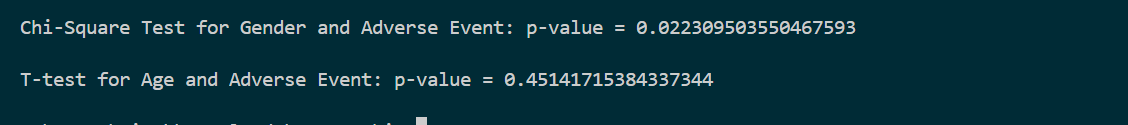 Chi-Square Test for Gender and Adverse Event: p-value = 0.022309503550467593
T-test for Age and Adverse Event: p-value = 0.45141715384337344